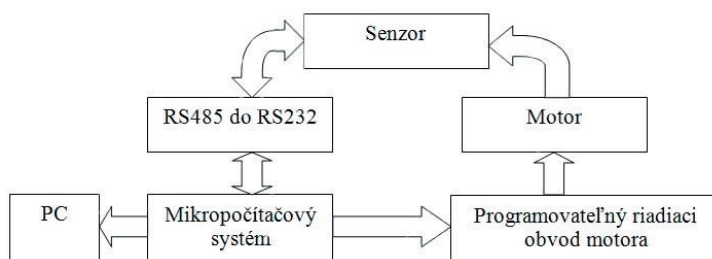 Senzor
RS485 do RS232
Motor
PC
Mikropočítačový
systém
Programovateľný riadiaci
obvod motora